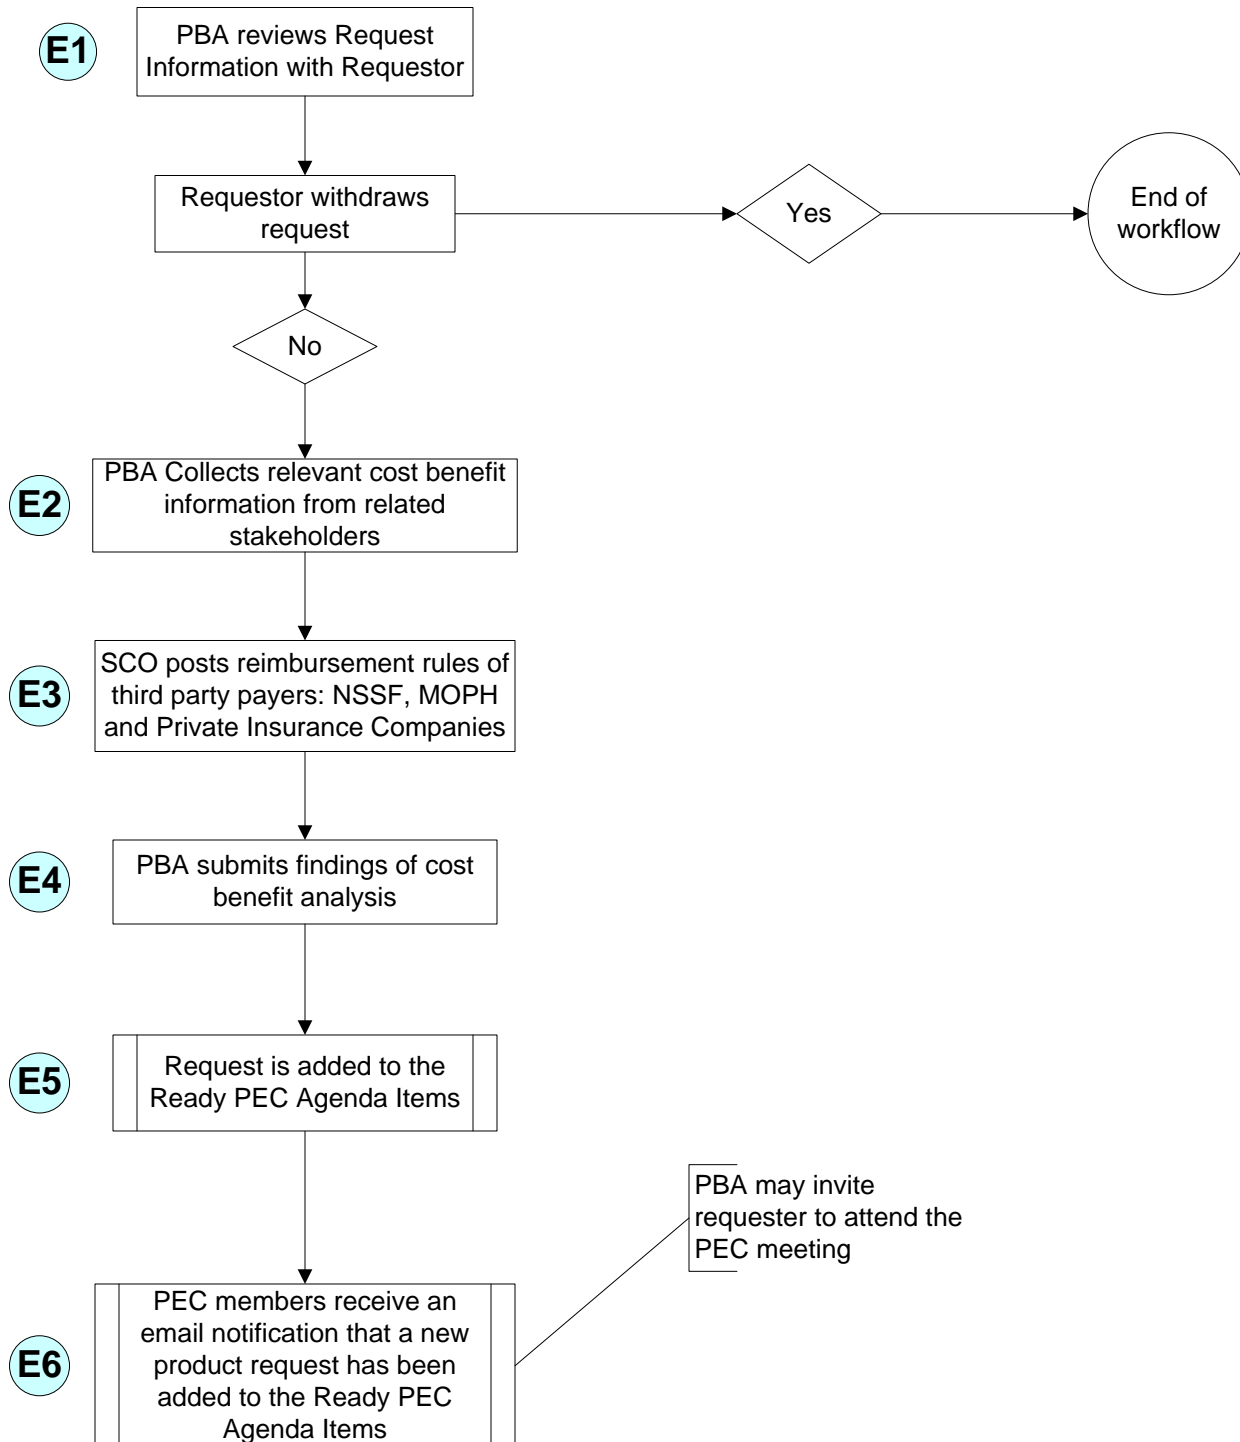 E1
PBA reviews Request
Information with Requestor
Requestor withdraws
request
Yes
End of
workflow
No
E2
PBA Collects relevant cost benefit
information from related
stakeholders
E3
SCO posts reimbursement rules of
third party payers: NSSF, MOPH
and Private Insurance Companies
E4
PBA submits findings of cost
benefit analysis
E5
Request is added to the
Ready PEC Agenda Items
PBA may invite
requester to attend the
PEC meeting
E6
PEC members receive an
email notification that a new
product request has been
added to the Ready PEC
Agenda Items